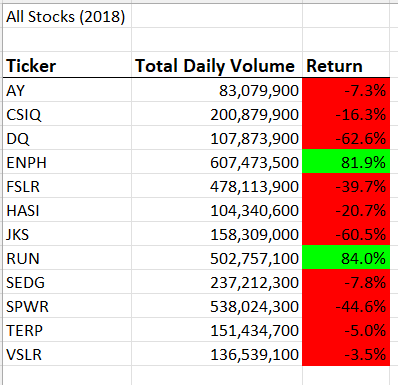 All Stocks (2018)
Ticker Total Daily Volume Return
AY 83,079,900 -7.3%
CSIQ 200,879,900 -16.3%
DQ 107,873,900 -62.6%
ENPH 607,473,500 81.9%
FSLR 478,113,900 -39.7%
HASI 104,340,600 -20.7%
JKS 158,309,000 -60.5%
RUN 502,757,100 84.0%
SEDG 237,212,300 -7.8%
SPWR 538,024,300 -44.6%
TERP 151,434,700 -5.0%
VSLR 136,539,100 -3.5%